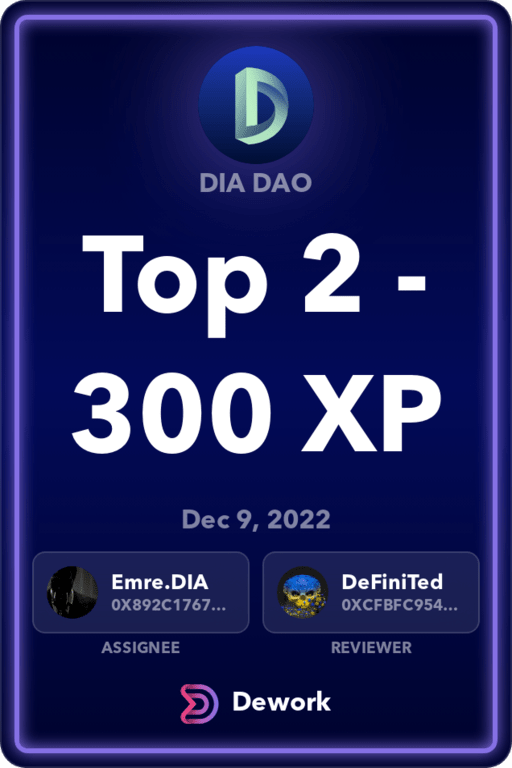 DIA DAO
Top 2 -
300 XP
Dec 9, 2022
Emre.DIA
0X892C1767...
ASSIGNEE
DeFiniTed
0XCFBFC954...
REVIEWER
Dework